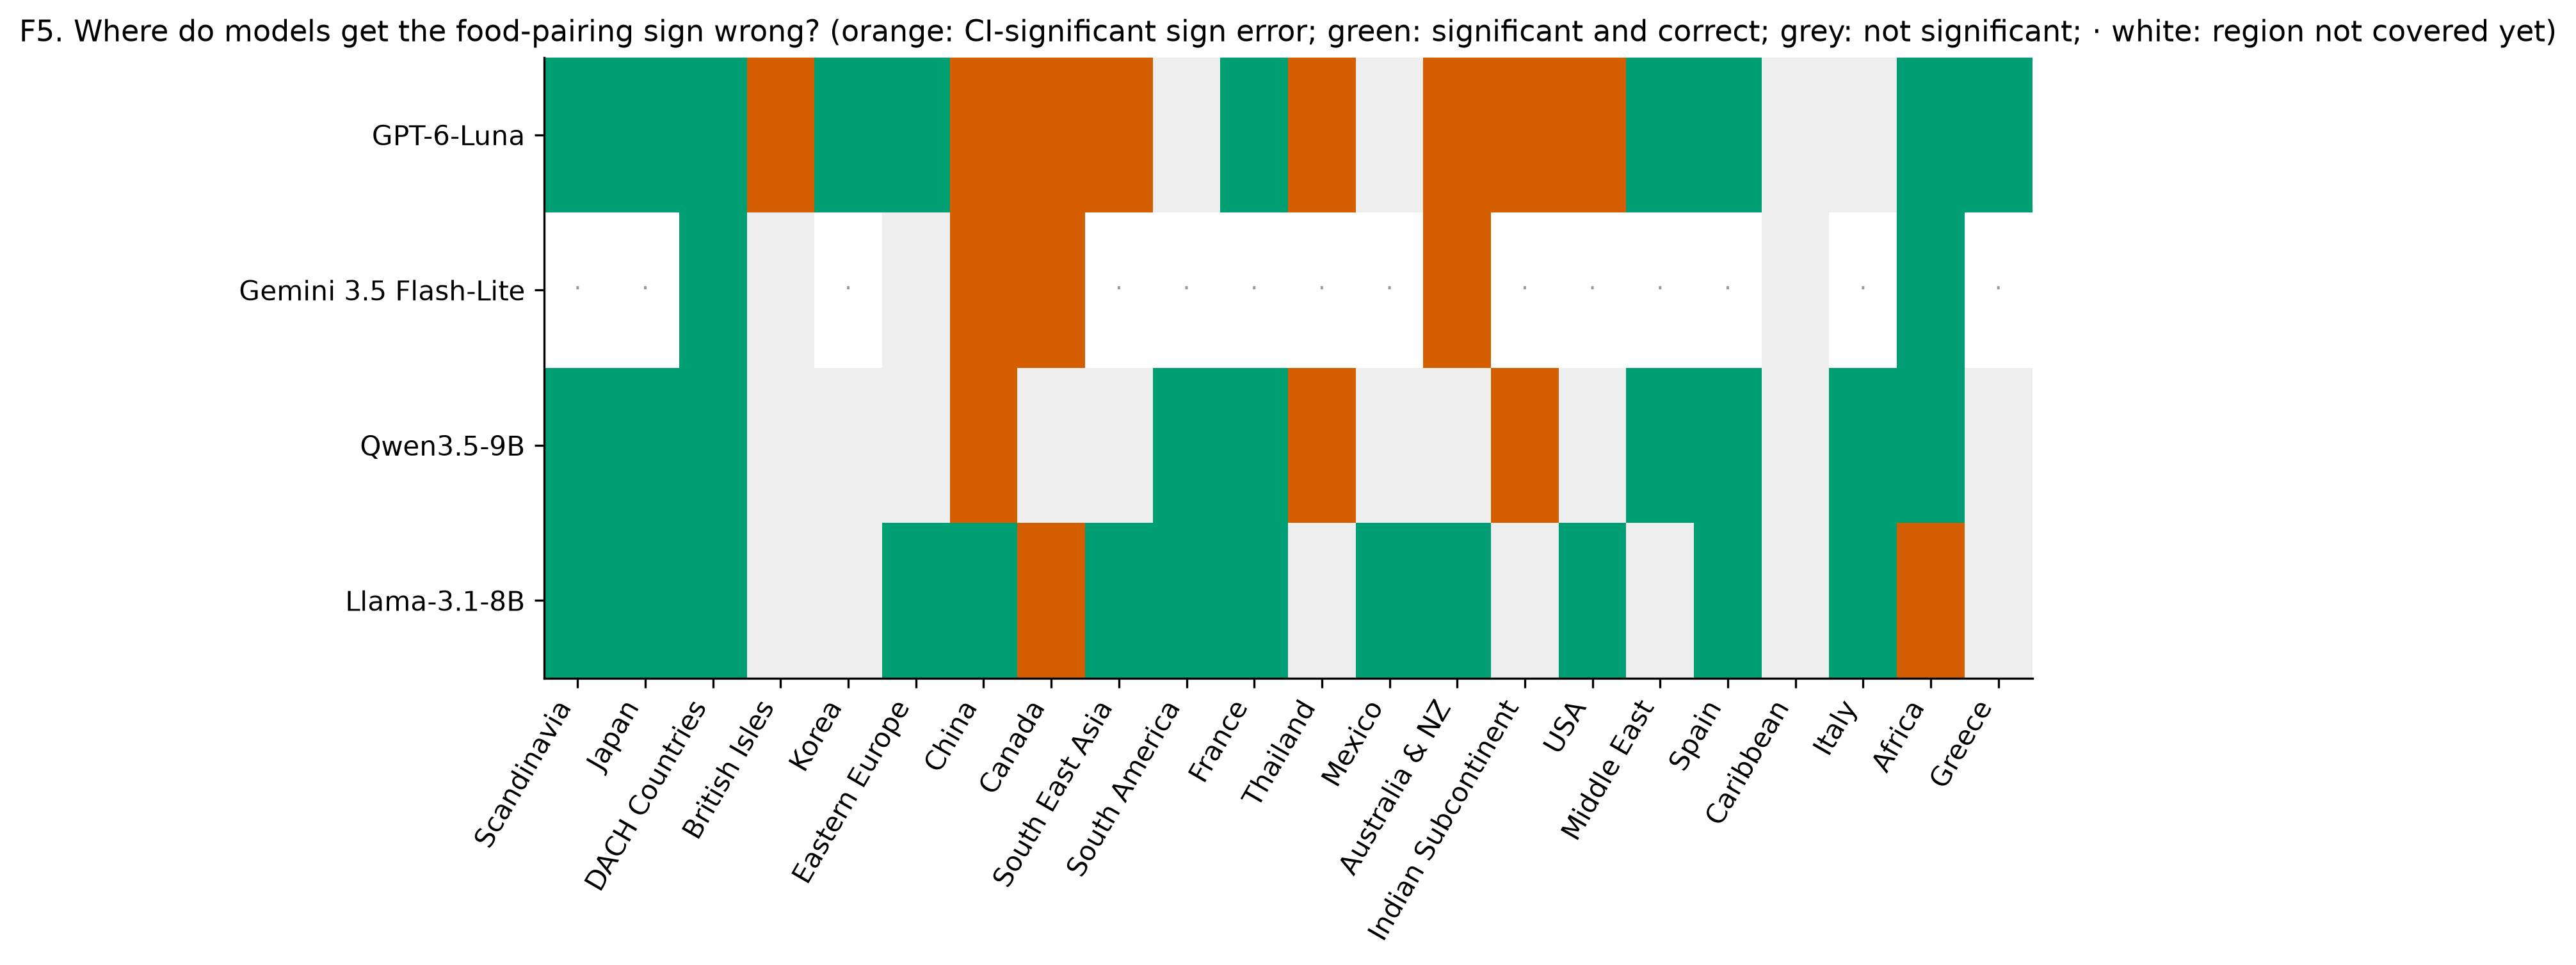 F5. Where do models get the food-pairing sign wrong? (orange: CI-significant sign error; green: significant and correct; grey: not significant; · white: region not covered yet)
GPT-6-Luna
Gemini 3.5 Flash-Lite
· · · · · · · · · · · · · ·
Qwen3.5-9B
Llama-3.1-8B
Scandinavia
Japan
DACH Countries
British Isles
Korea
Eastern Europe
China
Canada
South East Asia
South America
France
Thailand
Mexico
Australia & NZ
Indian Subcontinent
USA
Middle East
Spain
Caribbean
Italy
Africa
Greece